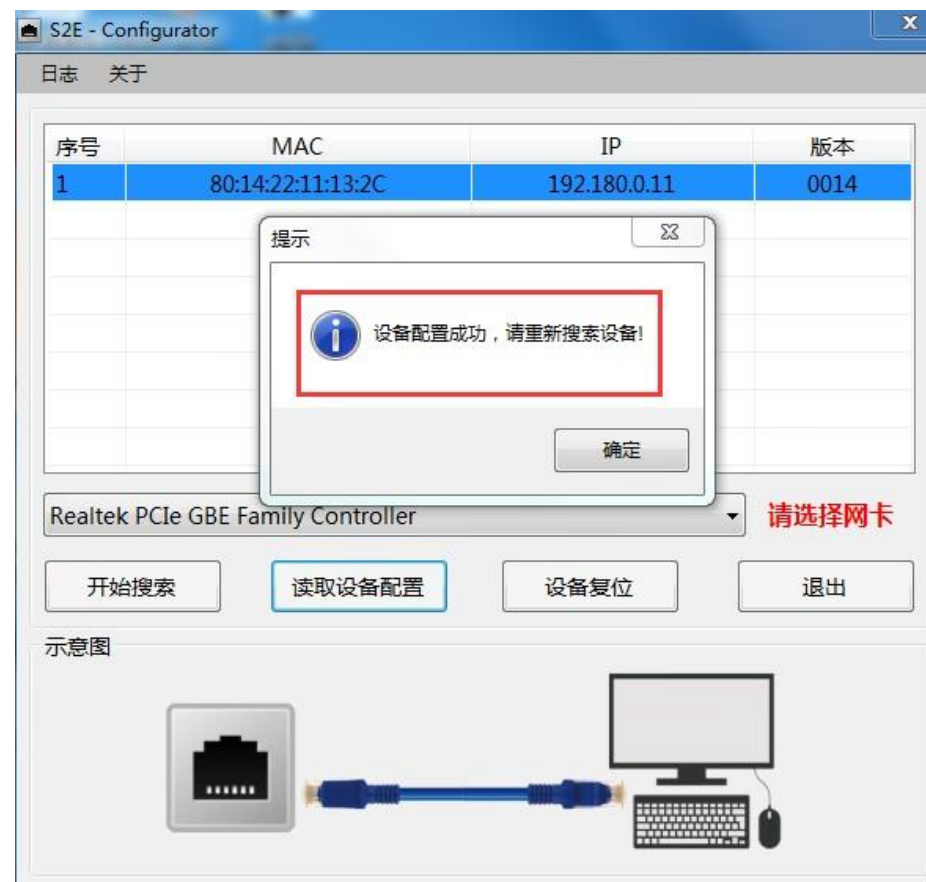 S2E - Configurator
日志 关于
序号 MAC IP 版本
1 80:14:22:11:13:2C 192.180.0.11 0014
提示
设备配置成功，请重新搜索设备!
确定
Realtek PCIe GBE Family Controller 请选择网卡
开始搜索 读取设备配置 设备复位 退出
示意图